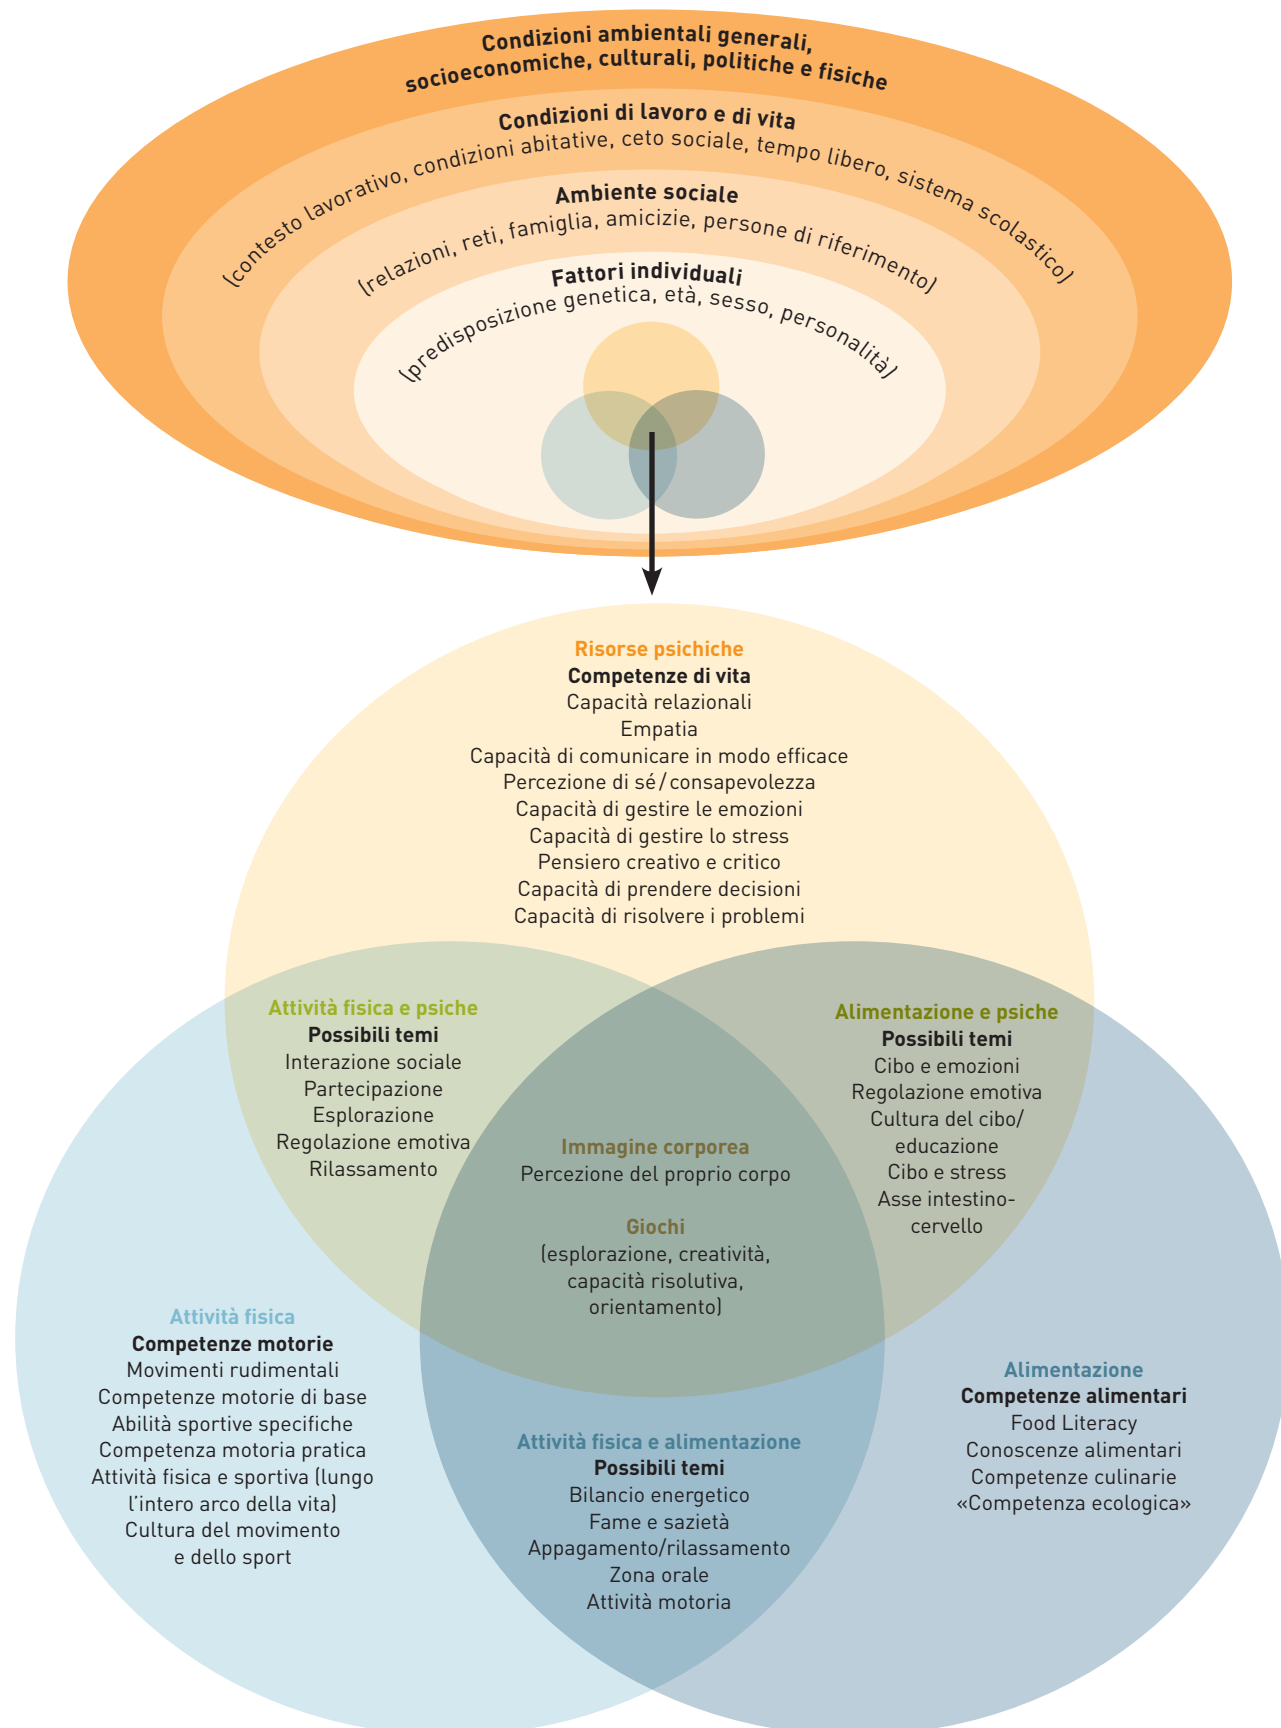 Condizioni ambientali generali,
socioeconomiche, culturali, politiche e fisiche
Condizioni di lavoro e di vita
(contesto lavorativo, condizioni abitative, ceto sociale, tempo libero, sistema scolastico)
Ambiente sociale
(relazioni, reti, famiglia, amicizie, persone di riferimento)
Fattori individuali
(predisposizione genetica, età, sesso, personalità)
Risorse psichiche
Competenze di vita
Capacità relazionali
Empatia
Capacità di comunicare in modo efficace
Percezione di sé/consapevolezza
Capacità di gestire le emozioni
Capacità di gestire lo stress
Pensiero creativo e critico
Capacità di prendere decisioni
Capacità di risolvere i problemi
Attività fisica e psiche
Possibili temi
Interazione sociale
Partecipazione
Esplorazione
Regolazione emotiva
Rilassamento
Alimentazione e psiche
Possibili temi
Cibo e emozioni
Regolazione emotiva
Cultura del cibo/
educazione
Cibo e stress
Asse intestino-
cervello
Immagine corporea
Percezione del proprio corpo
Giochi
(esplorazione, creatività,
capacità risolutiva,
orientamento)
Attività fisica
Competenze motorie
Movimenti rudimentali
Competenze motorie di base
Abilità sportive specifiche
Competenza motoria pratica
Attività fisica e sportiva (lungo
l'intero arco della vita)
Cultura del movimento
e dello sport
Attività fisica e alimentazione
Possibili temi
Bilancio energetico
Fame e sazietà
Appagamento/rilassamento
Zona orale
Attività motoria
Alimentazione
Competenze alimentari
Food Literacy
Conoscenze alimentari
Competenze culinarie
«Competenza ecologica»